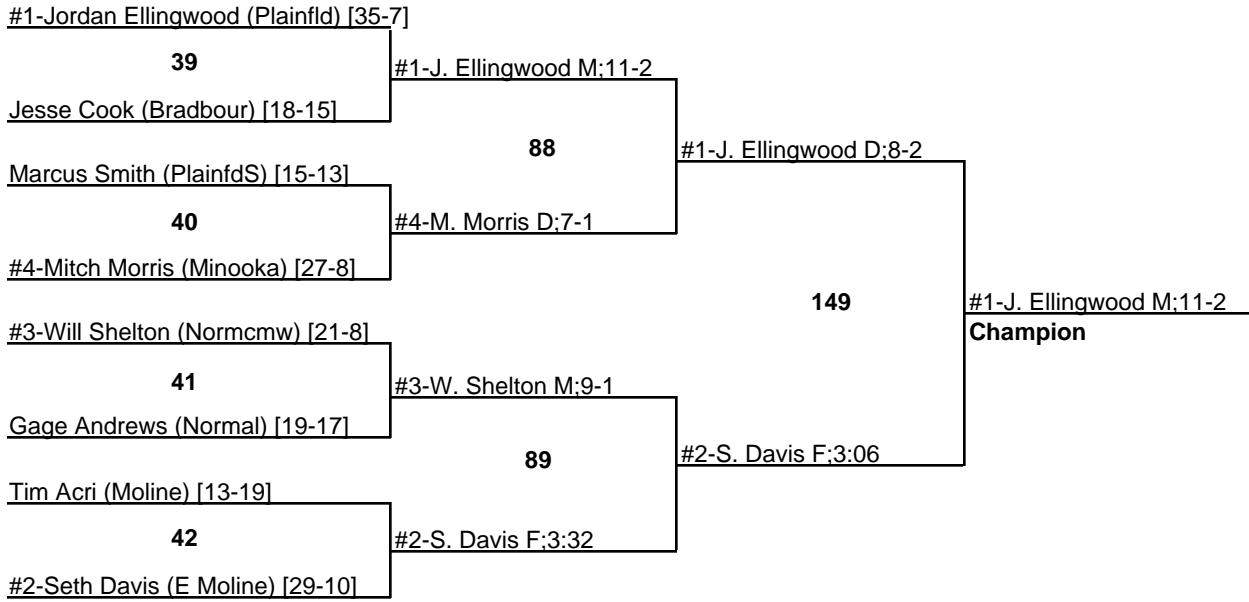 #1-Jordan Ellingwood (Plainfld) [35-7]
39
#1-J. Ellingwood M;11-2
Jesse Cook (Bradbour) [18-15]
88
#1-J. Ellingwood D;8-2
Marcus Smith (PlainfdS) [15-13]
40
#4-M. Morris D;7-1
#4-Mitch Morris (Minooka) [27-8]
149
#1-J. Ellingwood M;11-2
Champion
#3-Will Shelton (Normcmw) [21-8]
41
#3-W. Shelton M;9-1
Gage Andrews (Normal) [19-17]
89
#2-S. Davis F;3:06
Tim Acri (Moline) [13-19]
42
#2-S. Davis F;3:32
#2-Seth Davis (E Moline) [29-10]